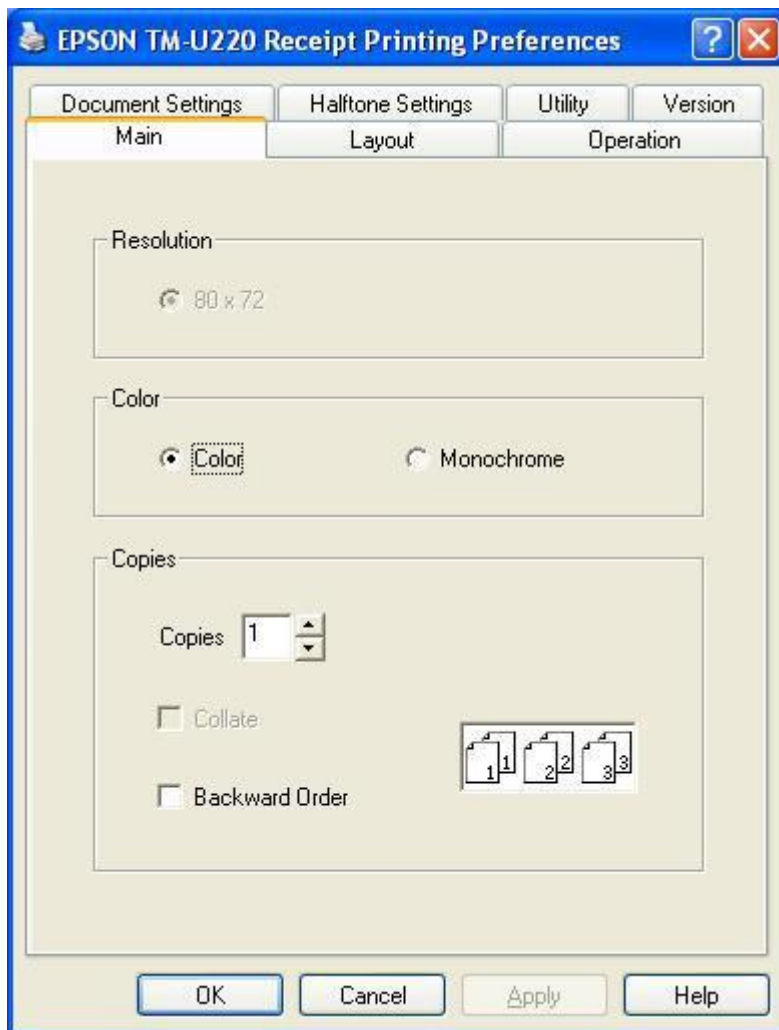 EPSON TM-U220 Receipt Printing Preferences
Document Settings Halftone Settings Utility Version
Main Layout Operation
Resolution
80 x 72
Color
Color Monochrome
Copies
Copies 1
Collate
1 1 2 2 3 3
Backward Order
OK Cancel Apply Help